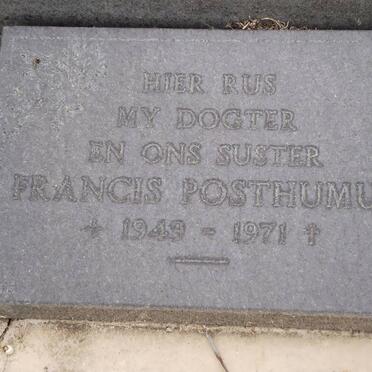 HIER RUS
MY DOGTER
EN ONS SUSTER
FRANCIS POSTHUMU
+ 1949 - 1971 †